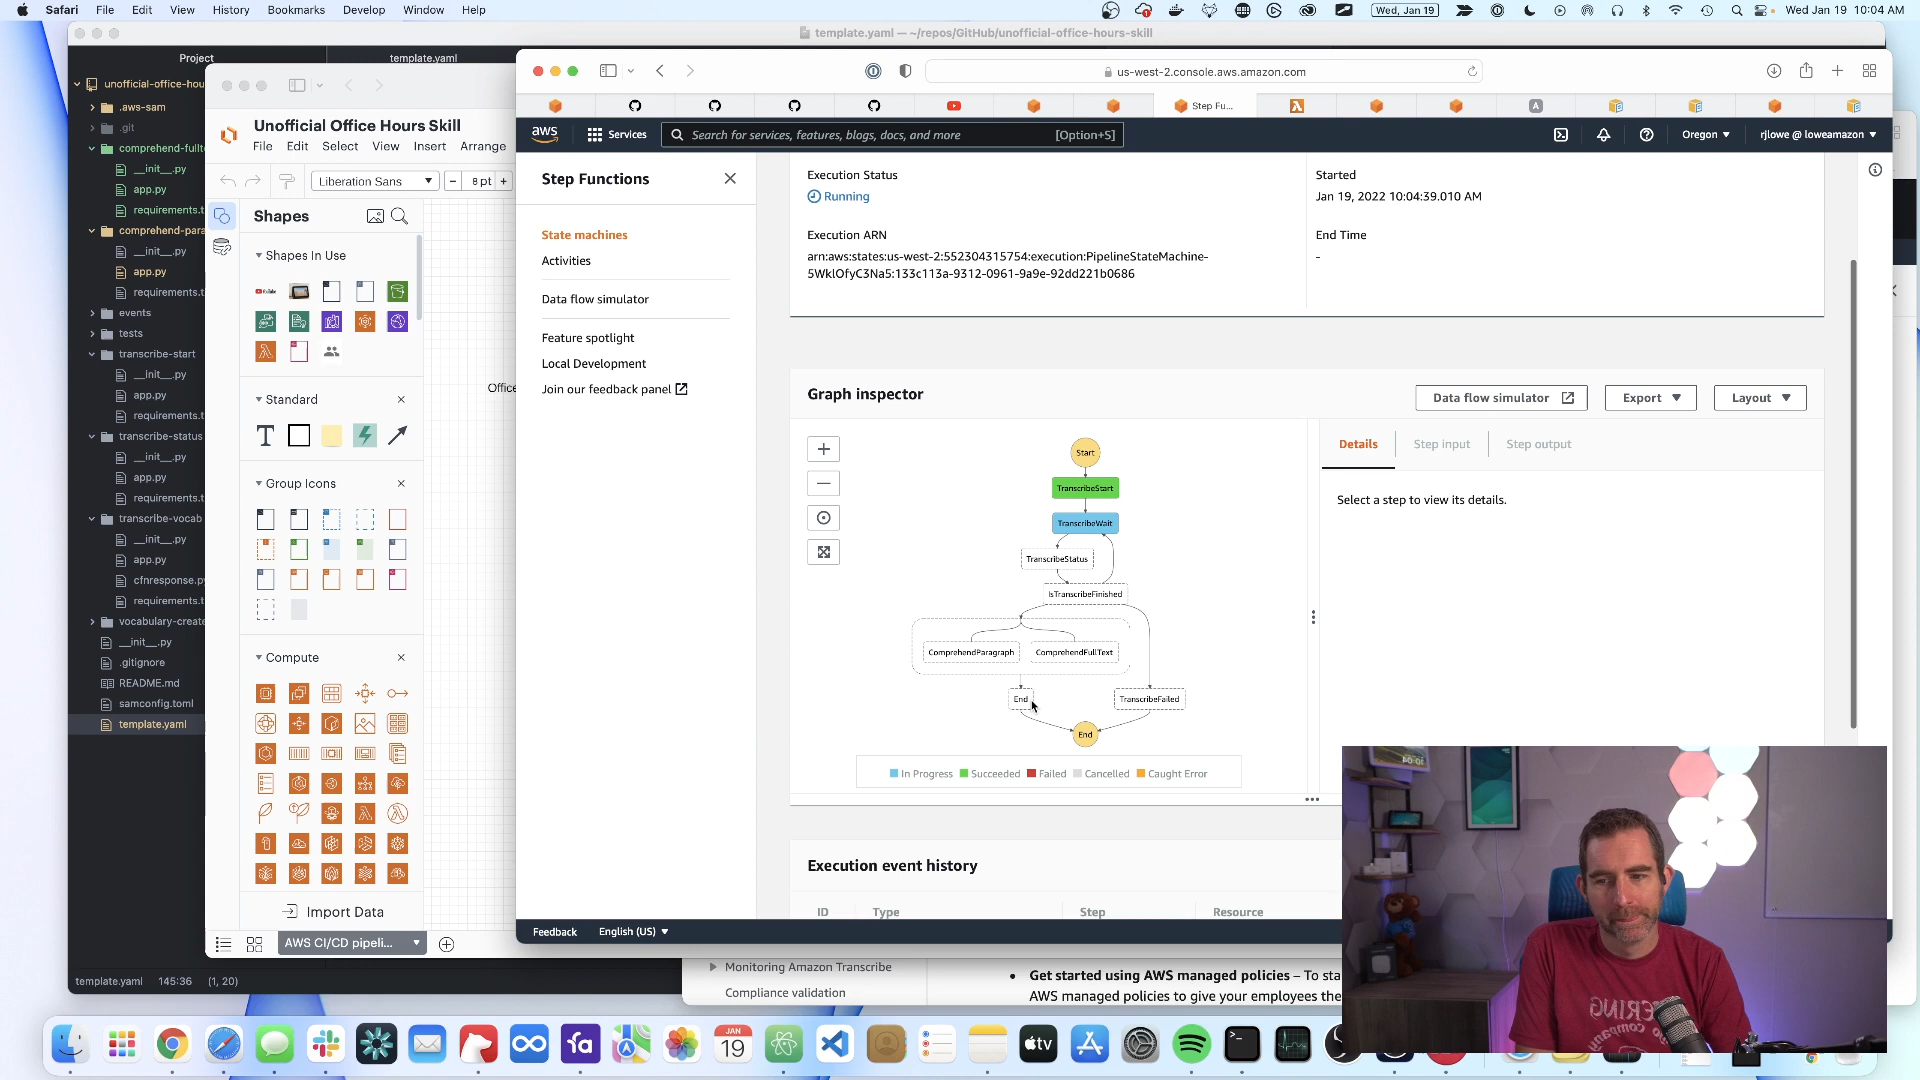 Safari File Edit View History Bookmarks Develop Window Help
Wed, Jan 19
Wed Jan 19 10:04 AM
template.yaml — ~/repos/GitHub/unofficial-office-hours-skill
Project
template.yaml
unofficial-office-hou
.aws-sam
.git
comprehend-fullte
__init__.py
app.py
requirements.t
comprehend-para
__init__.py
app.py
requirements.t
events
tests
transcribe-start
__init__.py
app.py
requirements.t
transcribe-status
__init__.py
app.py
requirements.t
transcribe-vocab
__init__.py
app.py
cfnresponse.py
requirements.t
vocabulary-create
__init__.py
.gitignore
README.md
samconfig.toml
template.yaml
template.yaml 145:36 (1, 20)
Unofficial Office Hours Skill
File Edit Select View Insert Arrange
Liberation Sans
- 8 pt +
Shapes
Shapes In Use
YouTube
Standard
Group Icons
Compute
Import Data
AWS CI/CD pipeli...
Office
us-west-2.console.aws.amazon.com
Step Fu...
aws
Services
Search for services, features, blogs, docs, and more
[Option+S]
Oregon
rjlowe @ loweamazon
Step Functions
State machines
Activities
Data flow simulator
Feature spotlight
Local Development
Join our feedback panel
Execution Status
Running
Started
Jan 19, 2022 10:04:39.010 AM
Execution ARN
arn:aws:states:us-west-2:552304315754:execution:PipelineStateMachine-
5WklOfyC3Na5:133c113a-9312-0961-9a9e-92dd221b0686
End Time
-
Graph inspector
Data flow simulator
Export
Layout
Details
Step input
Step output
Select a step to view its details.
Start
TranscribeStart
TranscribeWait
TranscribeStatus
IsTranscribeFinished
ComprehendParagraph
ComprehendFullText
End
TranscribeFailed
End
In Progress
Succeeded
Failed
Cancelled
Caught Error
Execution event history
ID
Type
Step
Resource
Feedback
English (US)
Monitoring Amazon Transcribe
Compliance validation
Get started using AWS managed policies – To sta
AWS managed policies to give your employees the
JAN
19
tv